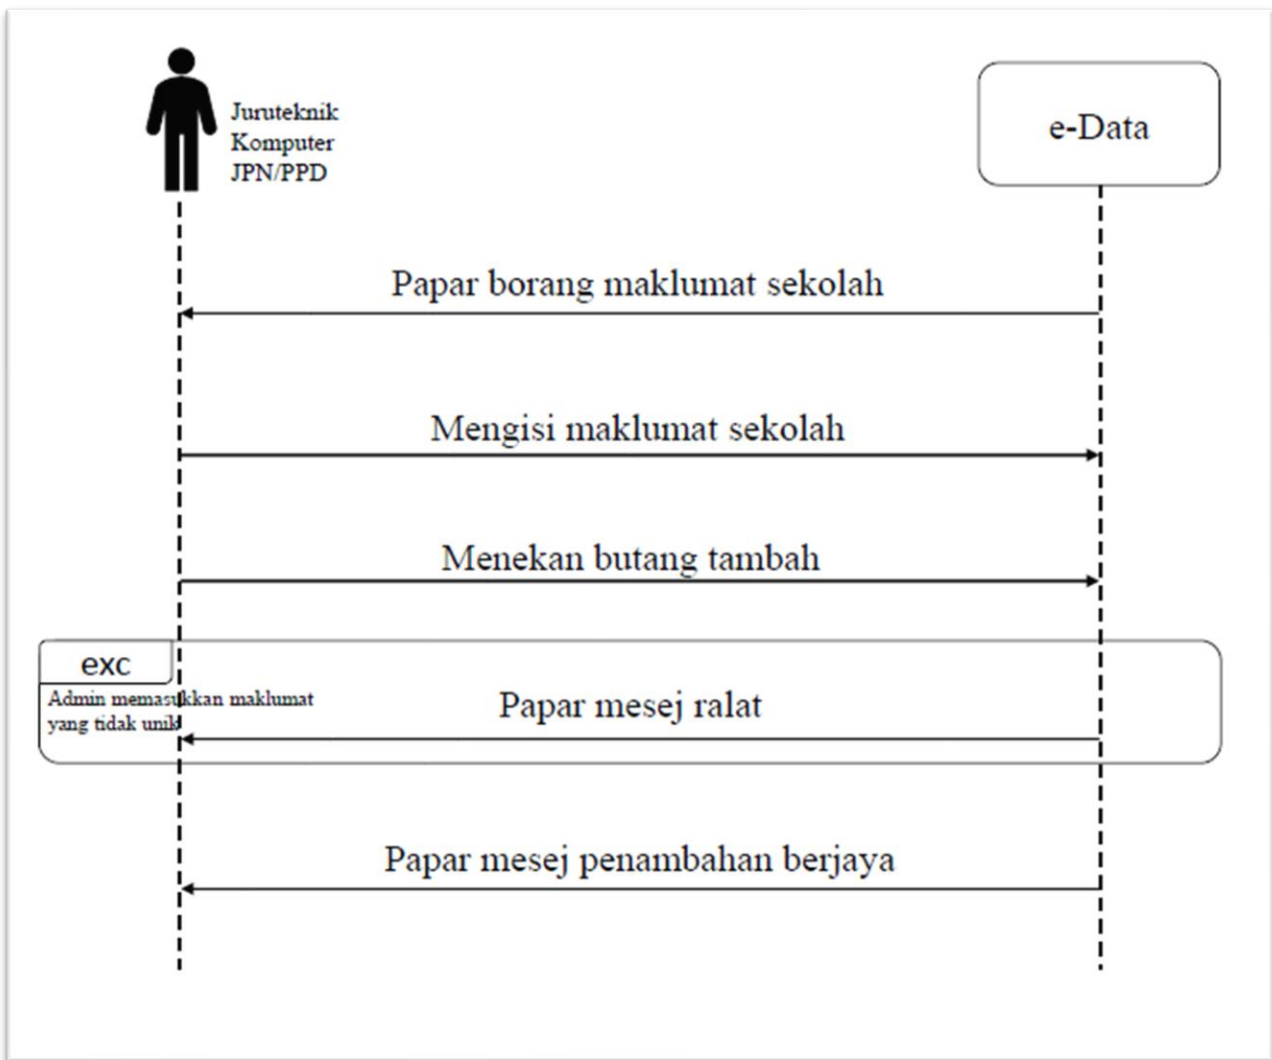 Juruteknik
Komputer
JPN/PPD
e-Data
Papar borang maklumat sekolah
Mengisi maklumat sekolah
Menekan butang tambah
exc
Admin memasukkan maklumat
yang tidak unik
Papar mesej ralat
Papar mesej penambahan berjaya